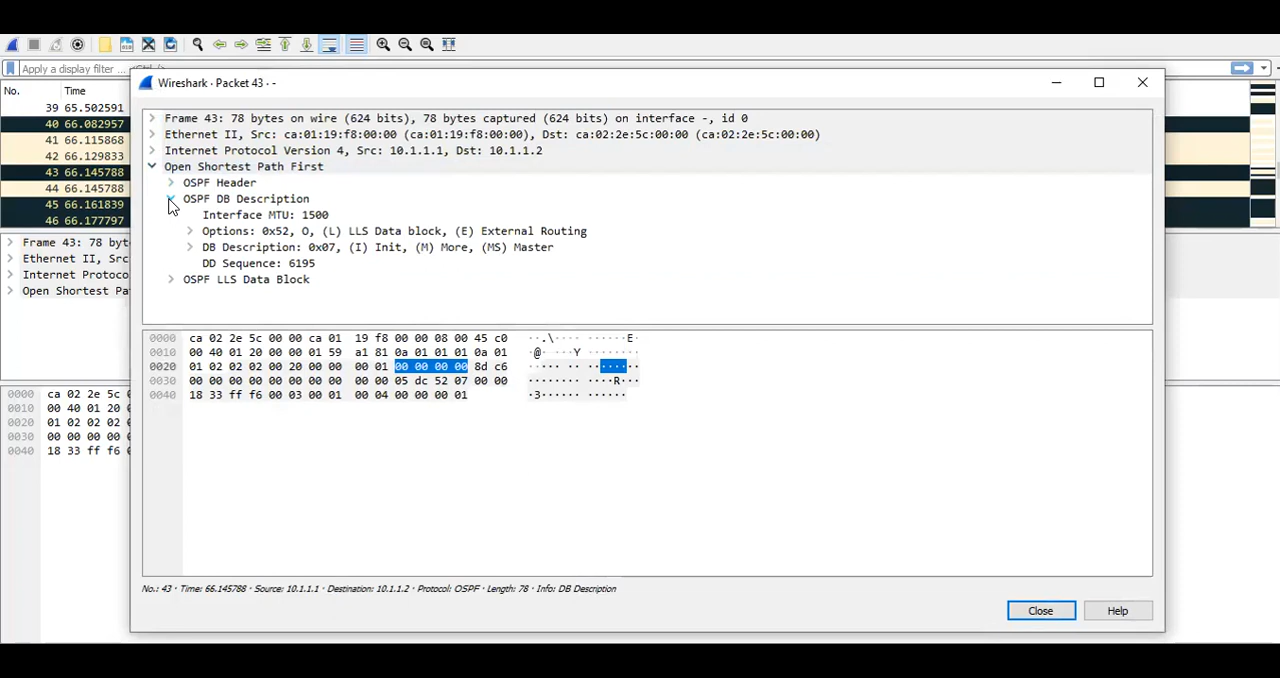 Apply a display filter ... <Ctrl-/>
Wireshark · Packet 43 · -
No. Time
39 65.502591
40 66.082957
41 66.115868
42 66.129833
43 66.145788
44 66.145788
45 66.161839
46 66.177797
Frame 43: 78 b
Ethernet II, Src
Internet Protoco
Open Shortest Pa
0000 ca 02 2e 5c 0
0010 00 40 01 20 0
0020 01 02 02 02 0
0030 00 00 00 00 0
0040 18 33 ff f6 0
Frame 43: 78 bytes on wire (624 bits), 78 bytes captured (624 bits) on interface -, id 0
Ethernet II, Src: ca:01:19:f8:00:00 (ca:01:19:f8:00:00), Dst: ca:02:2e:5c:00:00 (ca:02:2e:5c:00:00)
Internet Protocol Version 4, Src: 10.1.1.1, Dst: 10.1.1.2
Open Shortest Path First
OSPF Header
OSPF DB Description
Interface MTU: 1500
Options: 0x52, O, (L) LLS Data block, (E) External Routing
DB Description: 0x07, (I) Init, (M) More, (MS) Master
DD Sequence: 6195
OSPF LLS Data Block
0000 ca 02 2e 5c 00 00 ca 01 19 f8 00 00 08 00 45 c0 ···\··········E·
0010 00 40 01 20 00 00 01 59 a1 81 0a 01 01 01 0a 01 ·@· ···Y········
0020 01 02 02 02 00 20 00 00 00 01 00 00 00 00 8d c6 ····· ··········
0030 00 00 00 00 00 00 00 00 00 00 05 dc 52 07 00 00 ············R···
0040 18 33 ff f6 00 03 00 01 00 04 00 00 00 01 ·3············
No.: 43 · Time: 66.145788 · Source: 10.1.1.1 · Destination: 10.1.1.2 · Protocol: OSPF · Length: 78 · Info: DB Description
Close
Help